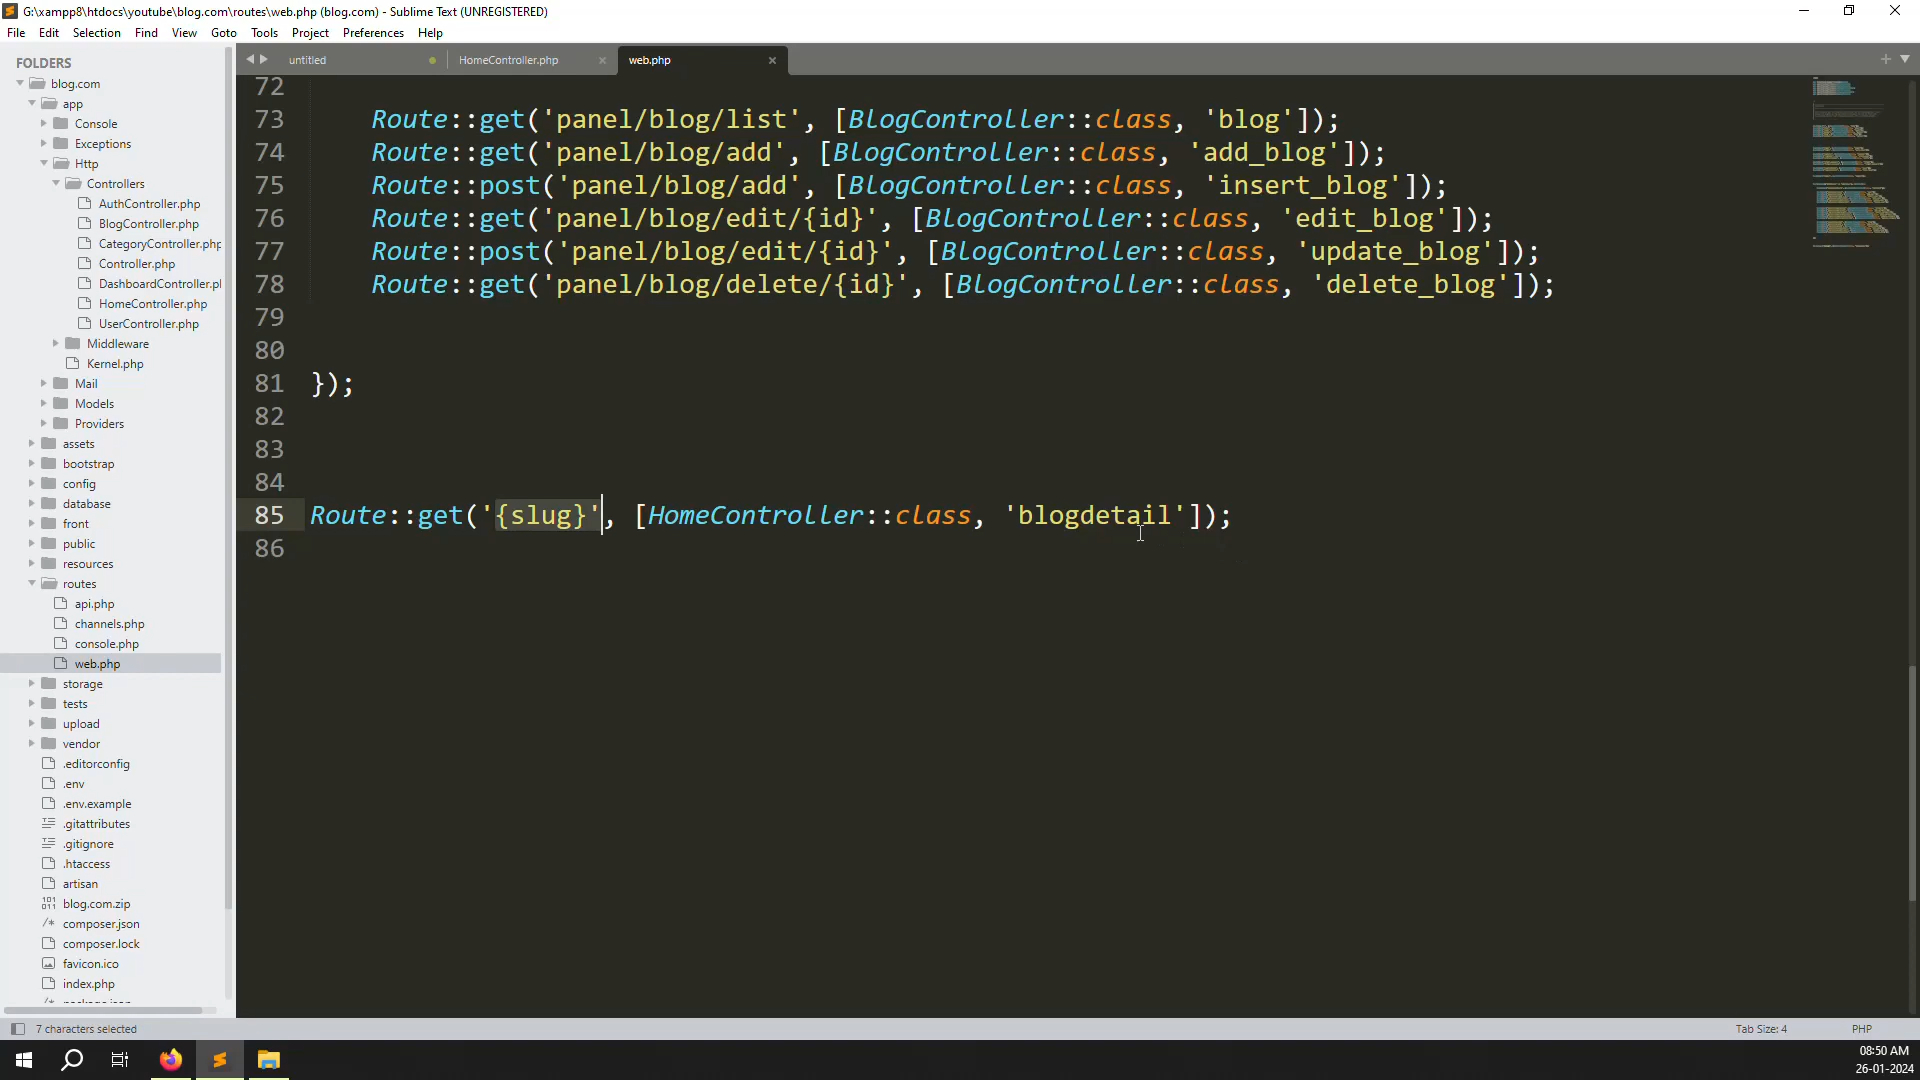 G:\xampp8\htdocs\youtube\blog.com\routes\web.php (blog.com) - Sublime Text (UNREGISTERED)
File Edit Selection Find View Goto Tools Project Preferences Help
FOLDERS
blog.com
app
Console
Exceptions
Http
Controllers
AuthController.php
BlogController.php
CategoryController.php
Controller.php
DashboardController.p
HomeController.php
UserController.php
Middleware
Kernel.php
Mail
Models
Providers
assets
bootstrap
config
database
front
public
resources
routes
api.php
channels.php
console.php
web.php
storage
tests
upload
vendor
.editorconfig
.env
.env.example
.gitattributes
.gitignore
.htaccess
artisan
blog.com.zip
composer.json
composer.lock
favicon.ico
index.php
untitled HomeController.php web.php
72
73 Route::get('panel/blog/list', [BlogController::class, 'blog']);
74 Route::get('panel/blog/add', [BlogController::class, 'add_blog']);
75 Route::post('panel/blog/add', [BlogController::class, 'insert_blog']);
76 Route::get('panel/blog/edit/{id}', [BlogController::class, 'edit_blog']);
77 Route::post('panel/blog/edit/{id}', [BlogController::class, 'update_blog']);
78 Route::get('panel/blog/delete/{id}', [BlogController::class, 'delete_blog']);
79
80
81 });
82
83
84
85 Route::get('{slug}', [HomeController::class, 'blogdetail']);
86
7 characters selected Tab Size: 4 PHP
08:50 AM
26-01-2024